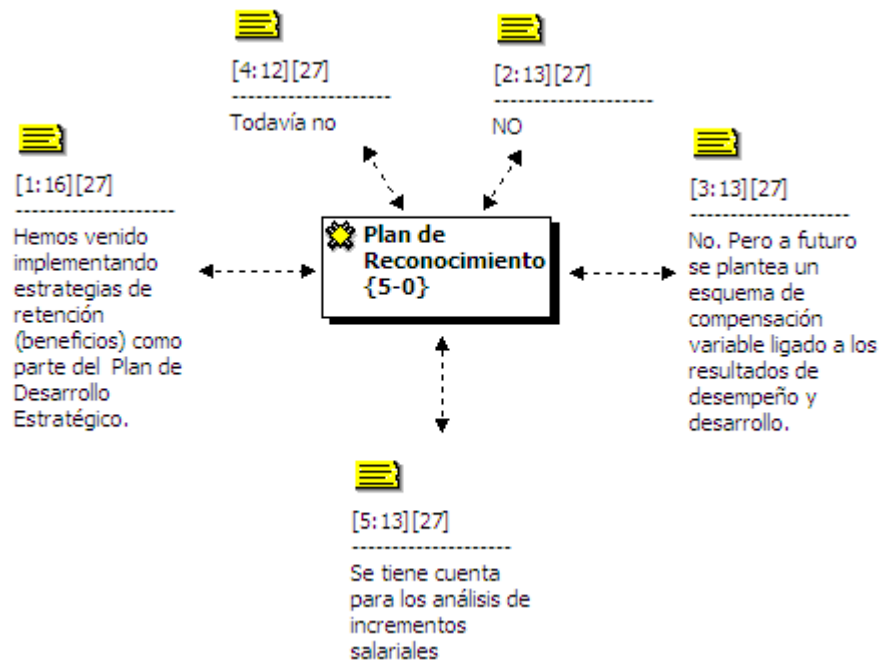 [4:12][27]
--------------------
Todavía no
[2:13][27]
--------------------
NO
[1:16][27]
--------------------
Hemos venido
implementando
estrategias de
retención
(beneficios) como
parte del Plan de
Desarrollo
Estratégico.
Plan de
Reconocimiento
{5-0}
[3:13][27]
--------------------
No. Pero a futuro
se plantea un
esquema de
compensación
variable ligado a los
resultados de
desempeño y
desarrollo.
[5:13][27]
--------------------
Se tiene cuenta
para los análisis de
incrementos
salariales